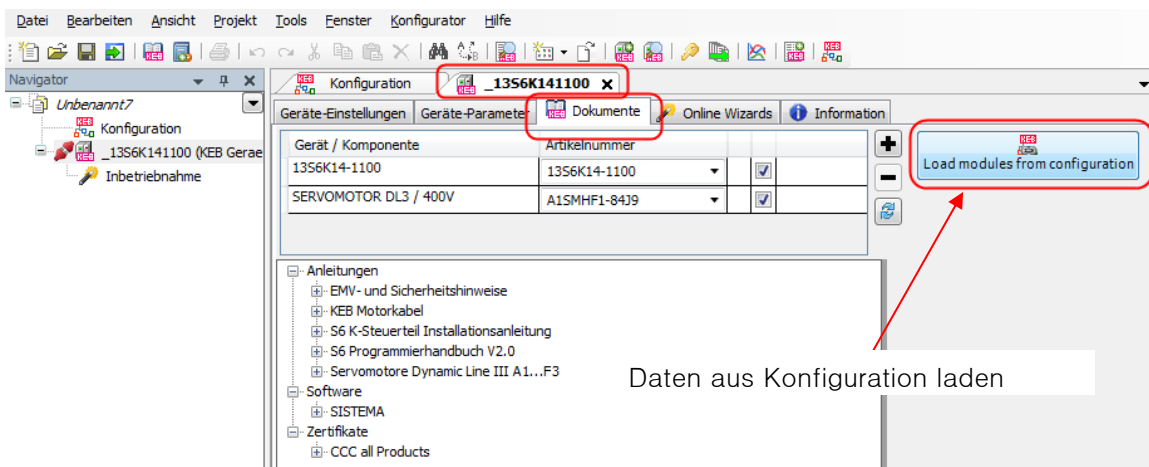 Datei Bearbeiten Ansicht Projekt Tools Fenster Konfigurator Hilfe
Navigator
Unbenannt7
Konfiguration
_13S6K141100 (KEB Gerae
Inbetriebnahme
Konfiguration _13S6K141100
Geräte-Einstellungen Geräte-Parameter Dokumente Online Wizards Information
Gerät / Komponente Artikelnummer
13S6K14-1100 13S6K14-1100
SERVOMOTOR DL3 / 400V A1SMHF1-84J9
KEB
Load modules from configuration
Anleitungen
EMV- und Sicherheitshinweise
KEB Motorkabel
S6 K-Steuerteil Installationsanleitung
S6 Programmierhandbuch V2.0
Servomotore Dynamic Line III A1...F3
Software
SISTEMA
Zertifikate
CCC all Products
Daten aus Konfiguration laden